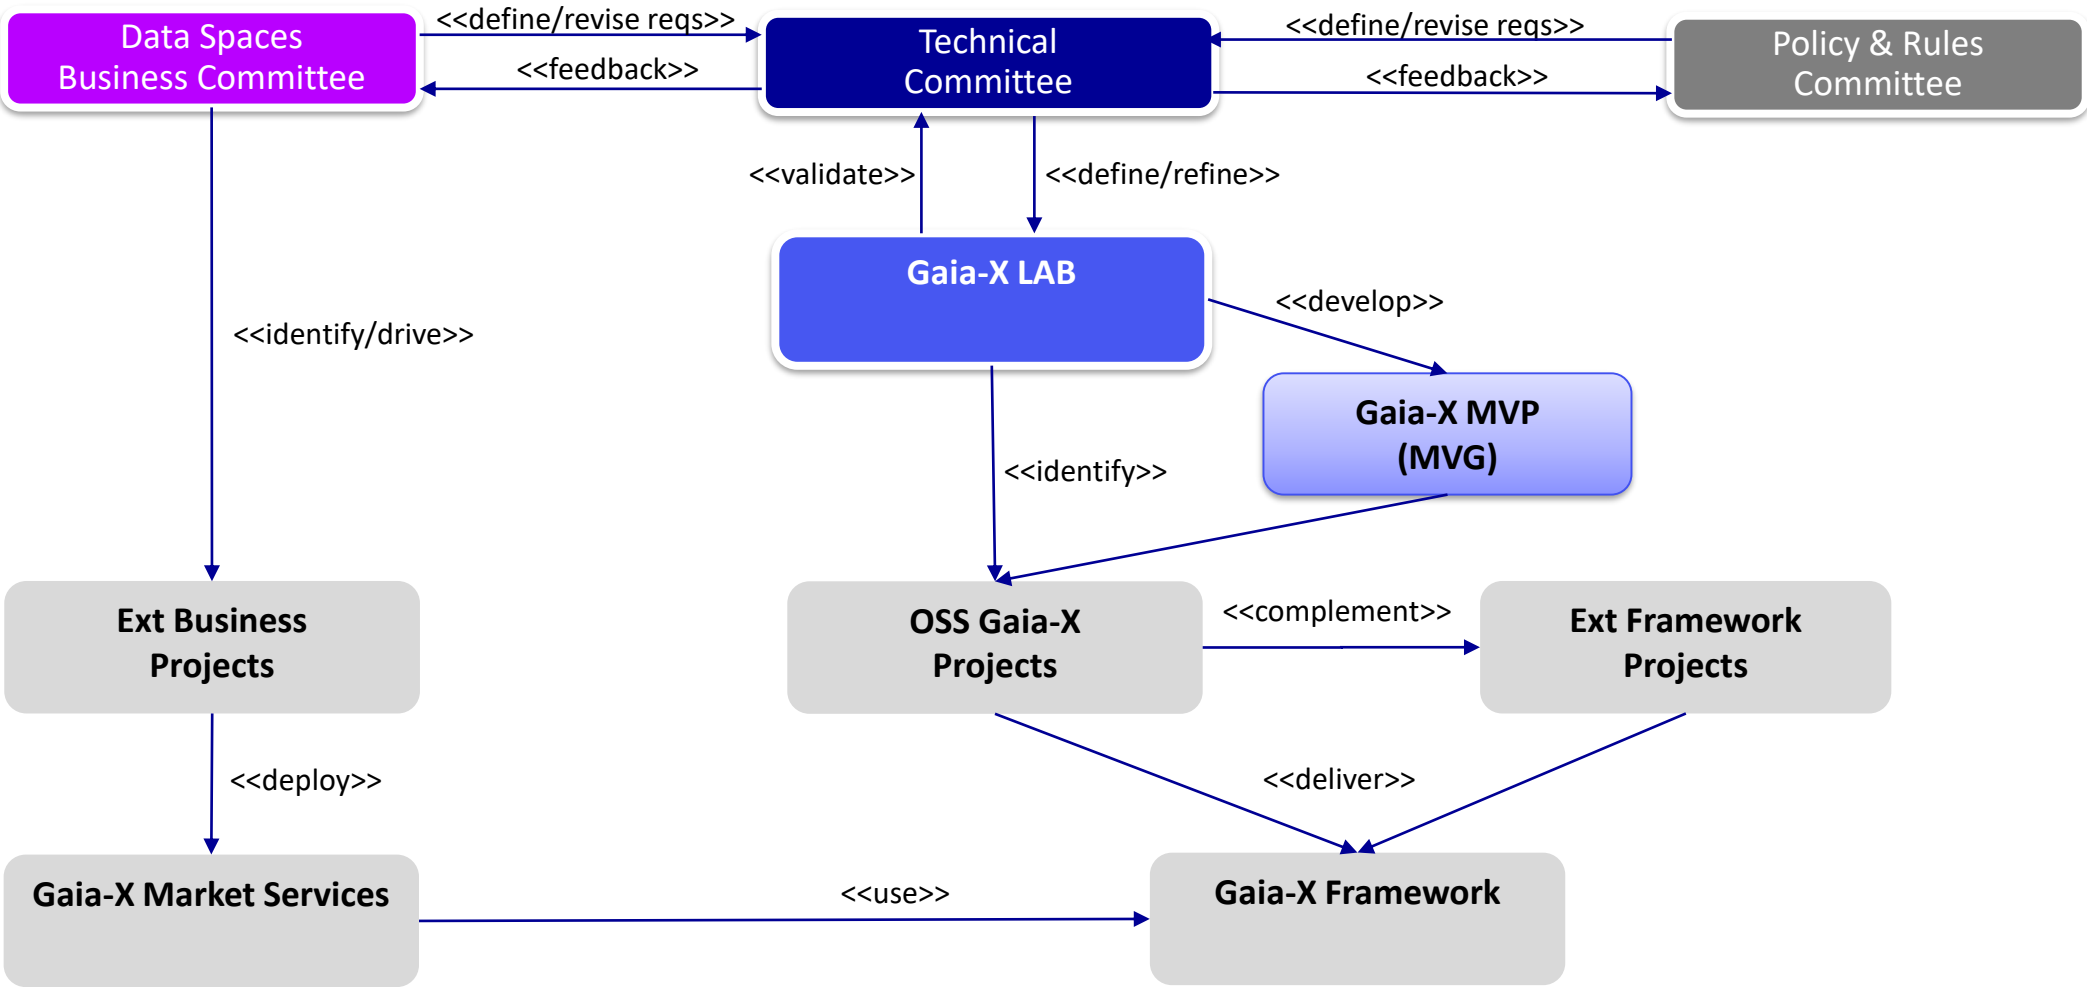 Data Spaces
Business Committee
<<define/revise reqs>>
<<feedback>>
Technical
Committee
<<define/revise reqs>>
<<feedback>>
Policy & Rules
Committee
<<validate>>
<<define/refine>>
Gaia-X LAB
<<develop>>
<<identify/drive>>
Gaia-X MVP
(MVG)
<<identify>>
Ext Business
Projects
OSS Gaia-X
Projects
<<complement>>
Ext Framework
Projects
<<deploy>>
<<deliver>>
Gaia-X Market Services
<<use>>
Gaia-X Framework